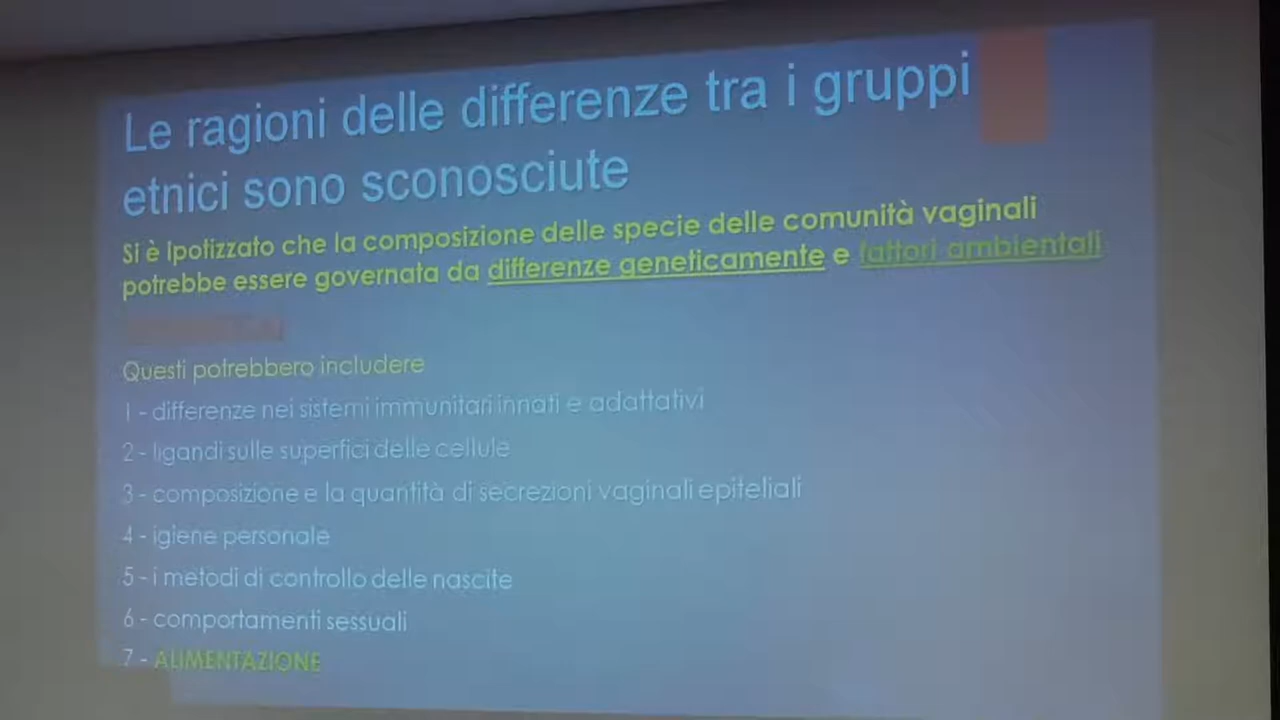 Le ragioni delle differenze tra i gruppi
etnici sono sconosciute
Si è ipotizzato che la composizione delle specie delle comunità vaginali
potrebbe essere governata da differenze geneticamente e fattori ambientali
Questi potrebbero includere
1 - differenze nei sistemi immunitari innati e adattativi
2 - ligandi sulle superfici delle cellule
3 - composizione e la quantità di secrezioni vaginali epiteliali
4 - igiene personale
5 - i metodi di controllo delle nascite
6 - comportamenti sessuali
7 - ALIMENTAZIONE